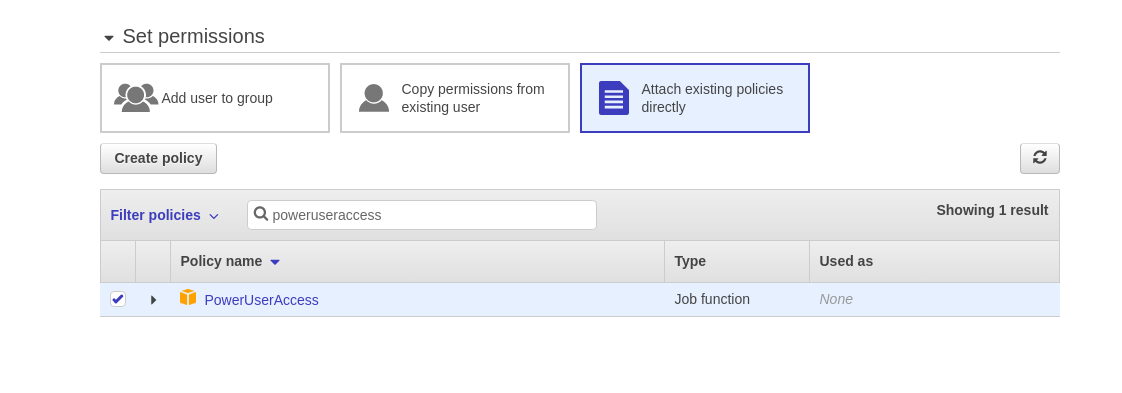 Set permissions
Add user to group
Copy permissions from
existing user
Attach existing policies
directly
Create policy
Filter policies
poweruseraccess
Showing 1 result
Policy name
Type
Used as
PowerUserAccess
Job function
None